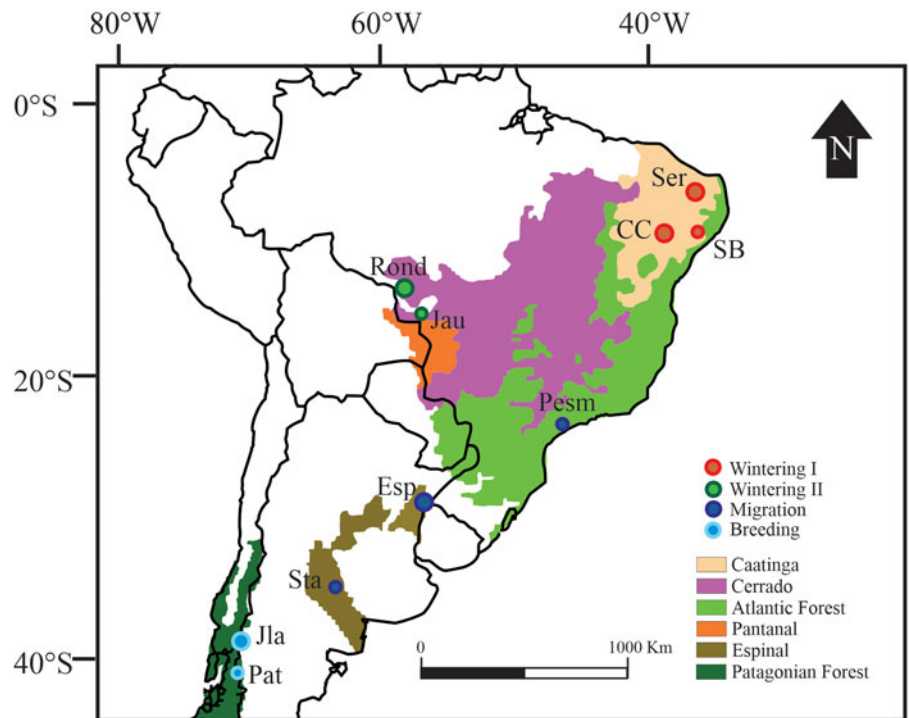 80°W 60°W 40°W
0°S
N
Ser
CC
SB
Rond
Jau
20°S
Pesm
Esp
Wintering I
Wintering II
Migration
Breeding
Caatinga
Cerrado
Atlantic Forest
Pantanal
Espinal
Patagonian Forest
Sta
Jla
0 1000 Km
40°S
Pat